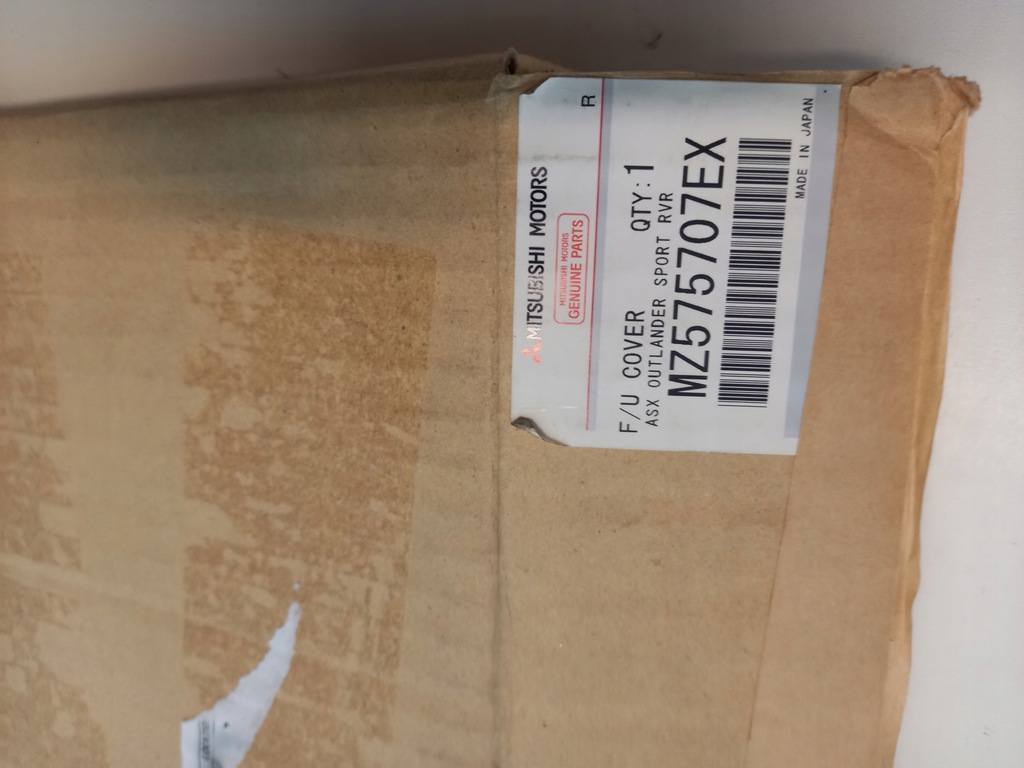 MITSUBISHI MOTORS
MITSUBISHI MOTORS
GENUINE PARTS
R
F/U COVER QTY:1
ASX OUTLANDER SPORT RVR
MZ575707EX
MADE IN JAPAN